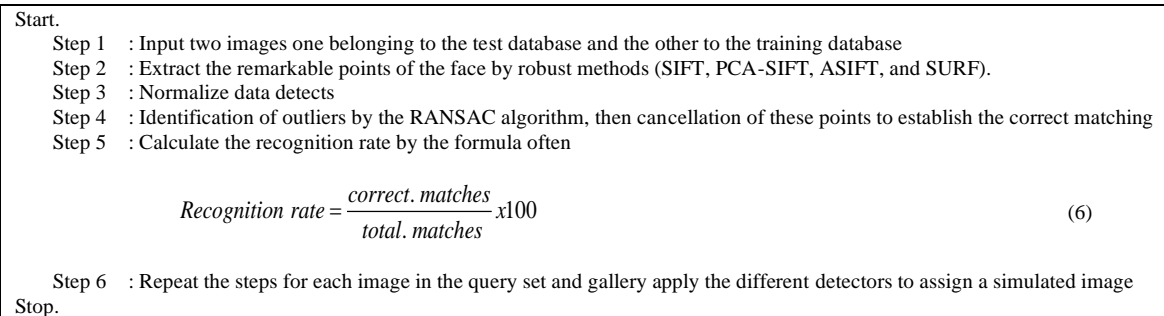 Start.
Step 1 : Input two images one belonging to the test database and the other to the training database
Step 2 : Extract the remarkable points of the face by robust methods (SIFT, PCA-SIFT, ASIFT, and SURF).
Step 3 : Normalize data detects
Step 4 : Identification of outliers by the RANSAC algorithm, then cancellation of these points to establish the correct matching
Step 5 : Calculate the recognition rate by the formula often
Recognition rate = correct. matches / total. matches x100 (6)
Step 6 : Repeat the steps for each image in the query set and gallery apply the different detectors to assign a simulated image
Stop.